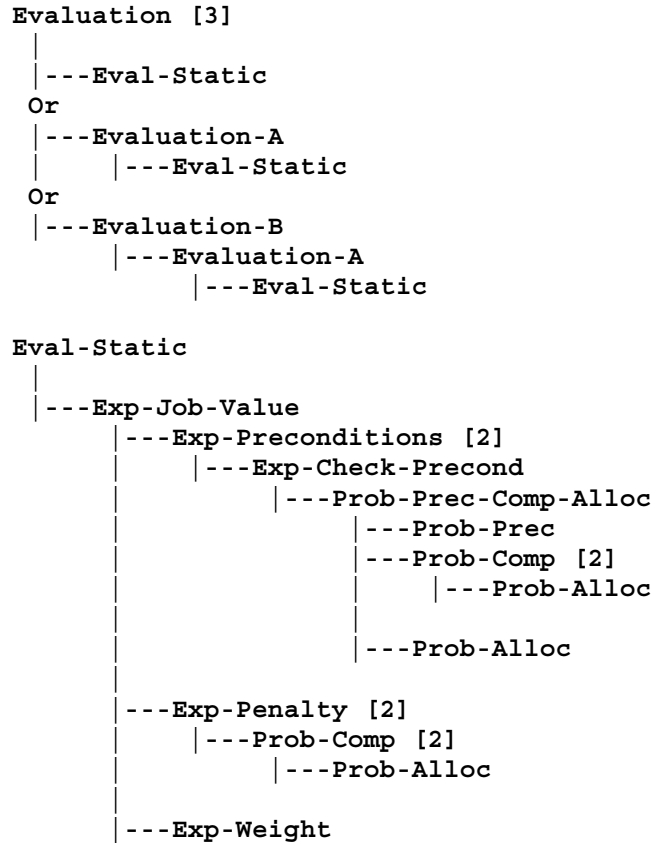 Evaluation [3]
|
|---Eval-Static
Or
|---Evaluation-A
|    |---Eval-Static
Or
|---Evaluation-B
     |---Evaluation-A
          |---Eval-Static
Eval-Static
|
|---Exp-Job-Value
     |---Exp-Preconditions [2]
     |    |---Exp-Check-Precond
     |         |---Prob-Prec-Comp-Alloc
     |              |---Prob-Prec
     |              |---Prob-Comp [2]
     |              |    |---Prob-Alloc
     |              |
     |              |---Prob-Alloc
     |
     |---Exp-Penalty [2]
     |    |---Prob-Comp [2]
     |         |---Prob-Alloc
     |
     |---Exp-Weight